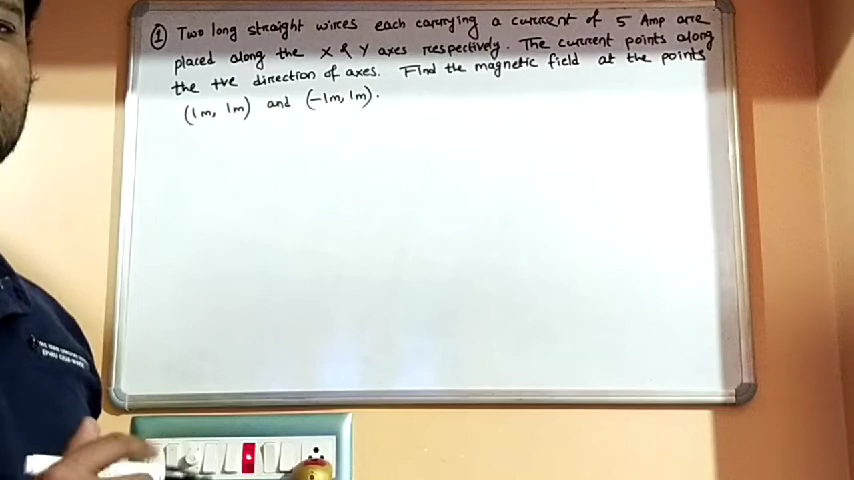 ① Two long straight wires each carrying a current of 5 Amp are
placed along the X & Y axes respectively. The current points along
the +ve direction of axes. Find the magnetic field at the points
(1m, 1m) and (-1m, 1m).